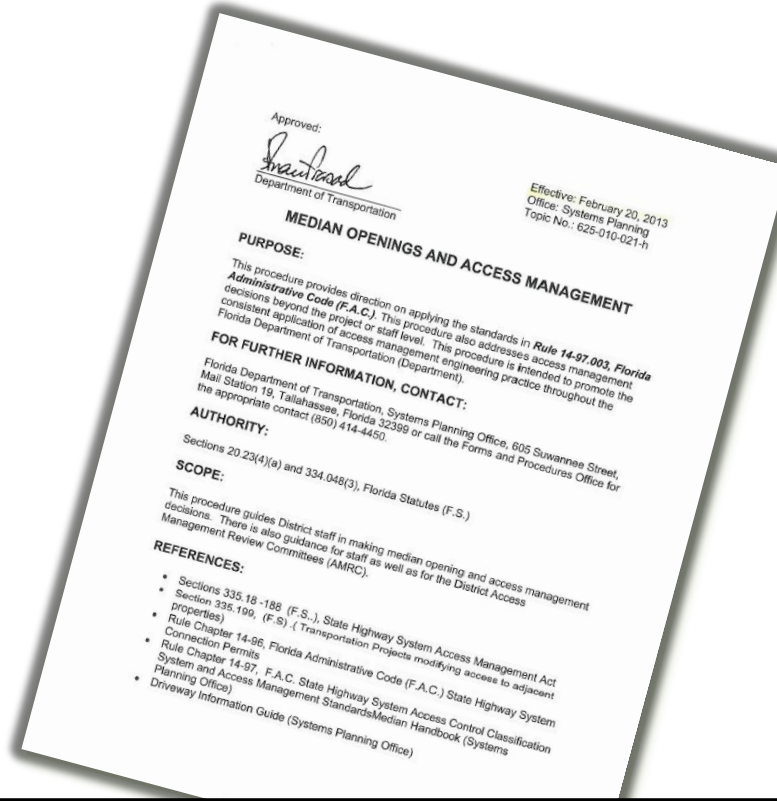 Approved:
Department of Transportation
Effective: February 20, 2013
Office: Systems Planning
Topic No.: 625-010-021-h
MEDIAN OPENINGS AND ACCESS MANAGEMENT
PURPOSE:
This procedure provides direction on applying the standards in Rule 14-97.003, Florida
Administrative Code (F.A.C.). This procedure also addresses access management
decisions beyond the project or staff level. This procedure is intended to promote the
consistent application of access management engineering practice throughout the
Florida Department of Transportation (Department).
FOR FURTHER INFORMATION, CONTACT:
Florida Department of Transportation, Systems Planning Office, 605 Suwannee Street,
Mail Station 19, Tallahassee, Florida 32399 or call the Forms and Procedures Office for
the appropriate contact (850) 414-4450.
AUTHORITY:
Sections 20.23(4)(a) and 334.048(3), Florida Statutes (F.S.)
SCOPE:
This procedure guides District staff in making median opening and access management
decisions. There is also guidance for staff as well as for the District Access
Management Review Committees (AMRC).
REFERENCES:
• Sections 335.18 -188 (F.S..), State Highway System Access Management Act
• Section 335.199, (F.S) .( Transportation Projects modifying access to adjacent
properties)
• Rule Chapter 14-96, Florida Administrative Code (F.A.C.) State Highway System
Connection Permits
• Rule Chapter 14-97, F.A.C. State Highway System Access Control Classification
System and Access Management StandardsMedian Handbook (Systems
Planning Office)
• Driveway Information Guide (Systems Planning Office)